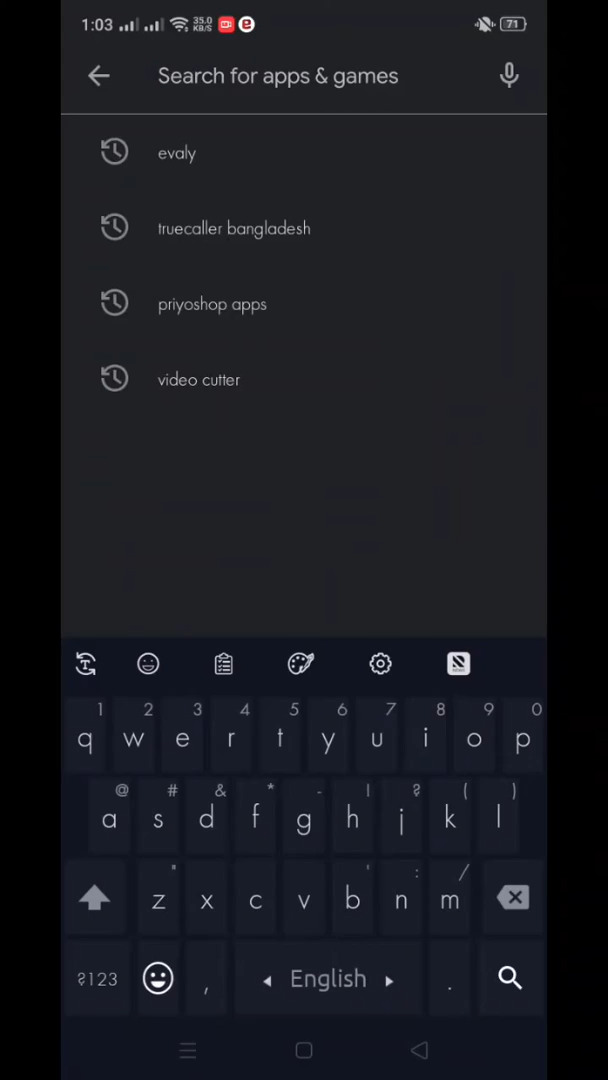 1:03 35.0 KB/S 71
Search for apps & games
evaly
truecaller bangladesh
priyoshop apps
video cutter
1 2 3 4 5 6 7 8 9 0
q w e r t y u i o p
@ # & * - ! ? ( )
a s d f g h j k l
" ' : /
z x c v b n m
?123 , English .